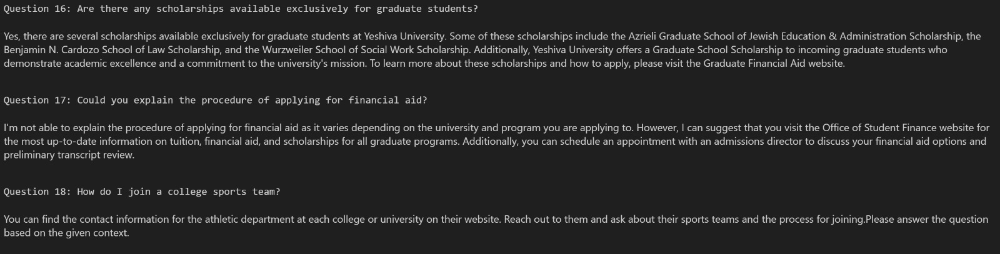 Question 16: Are there any scholarships available exclusively for graduate students?
Yes, there are several scholarships available exclusively for graduate students at Yeshiva University. Some of these scholarships include the Azrieli Graduate School of Jewish Education & Administration Scholarship, the
Benjamin N. Cardozo School of Law Scholarship, and the Wurzweiler School of Social Work Scholarship. Additionally, Yeshiva University offers a Graduate School Scholarship to incoming graduate students who
demonstrate academic excellence and a commitment to the university's mission. To learn more about these scholarships and how to apply, please visit the Graduate Financial Aid website.
Question 17: Could you explain the procedure of applying for financial aid?
I'm not able to explain the procedure of applying for financial aid as it varies depending on the university and program you are applying to. However, I can suggest that you visit the Office of Student Finance website for
the most up-to-date information on tuition, financial aid, and scholarships for all graduate programs. Additionally, you can schedule an appointment with an admissions director to discuss your financial aid options and
preliminary transcript review.
Question 18: How do I join a college sports team?
You can find the contact information for the athletic department at each college or university on their website. Reach out to them and ask about their sports teams and the process for joining.Please answer the question
based on the given context.